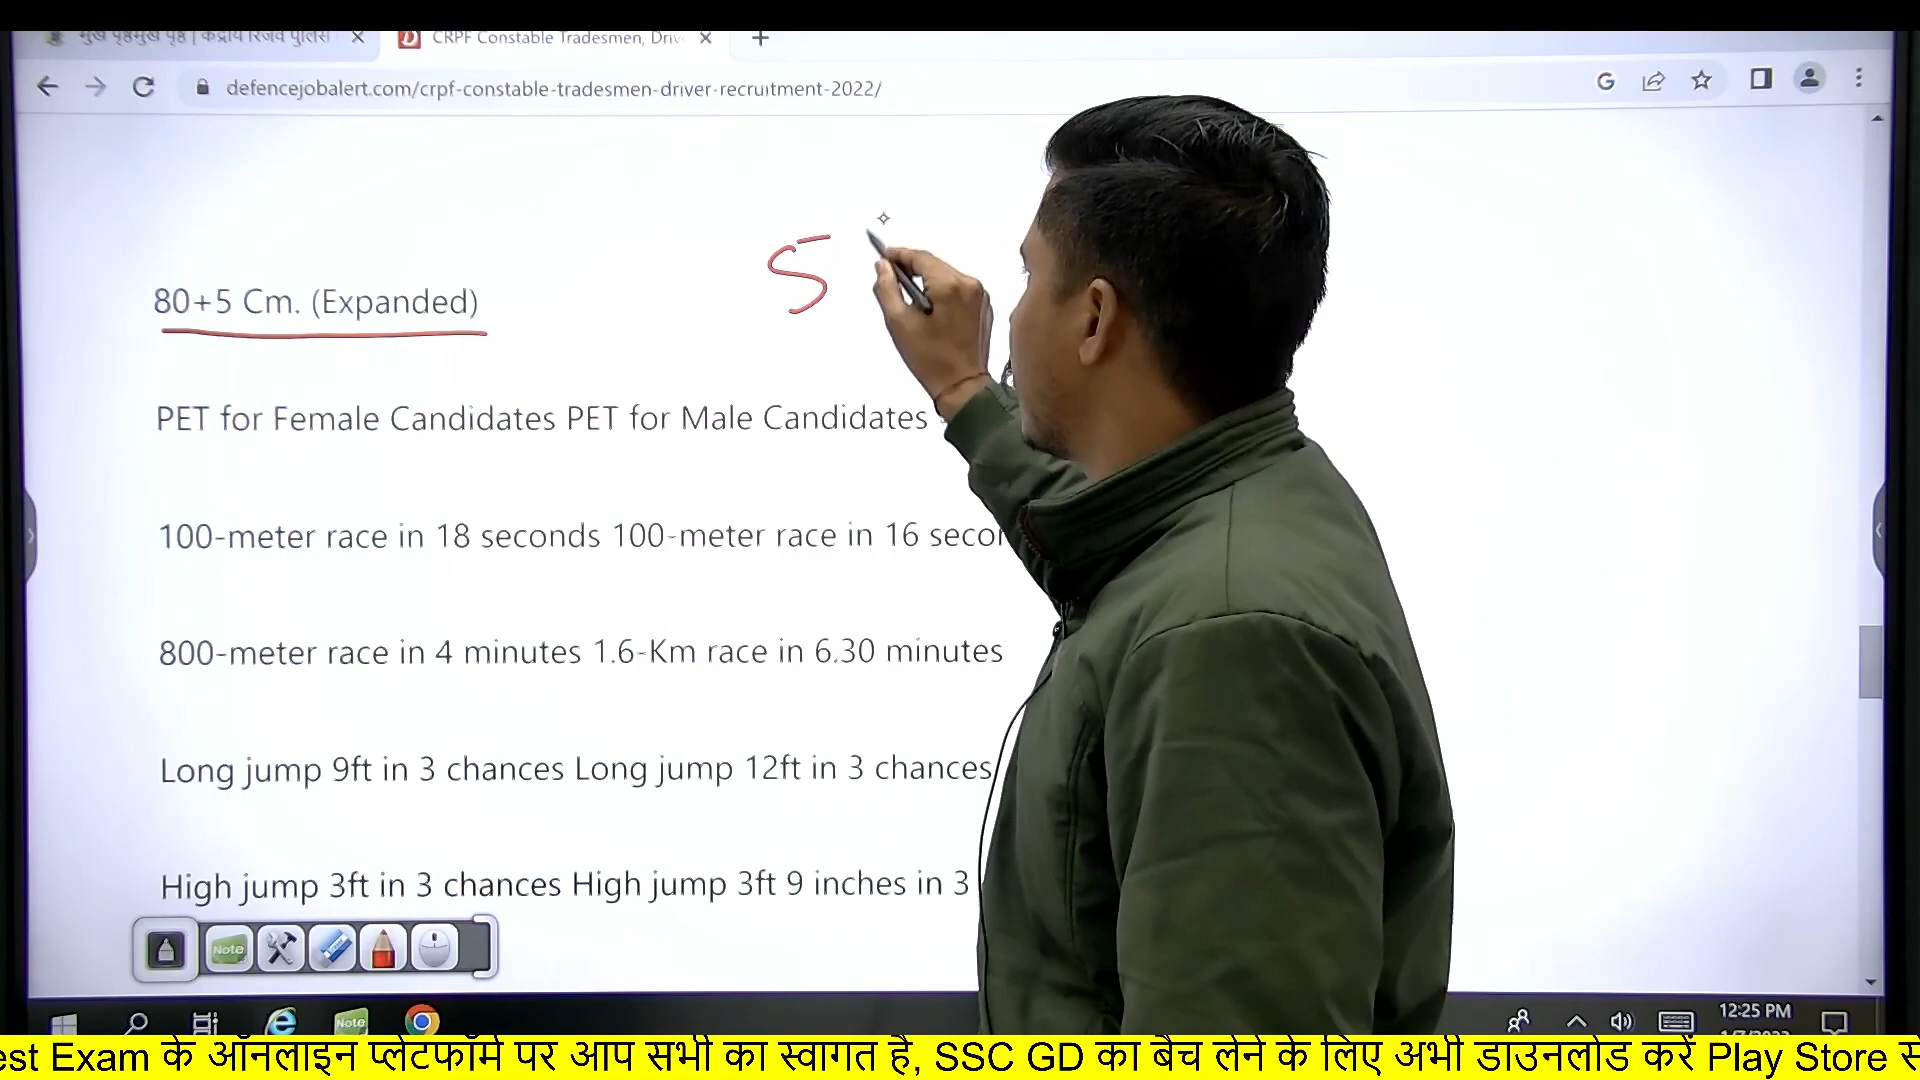 मुख पृष्ठमुख पृष्ठ | केंद्रीय रिजर्व पुलिस
CRPF Constable Tradesmen, Driv
defencejobalert.com/crpf-constable-tradesmen-driver-recruitment-2022/
5
80+5 Cm. (Expanded)
PET for Female Candidates PET for Male Candidates
100-meter race in 18 seconds 100-meter race in 16 secon
800-meter race in 4 minutes 1.6-Km race in 6.30 minutes
Long jump 9ft in 3 chances Long jump 12ft in 3 chances
High jump 3ft in 3 chances High jump 3ft 9 inches in 3
Note
Note
12:25 PM
est Exam के ऑनलाइन प्लेटफॉर्म पर आप सभी का स्वागत है, SSC GD का बैच लेने के लिए अभी डाउनलोड करें Play Store से